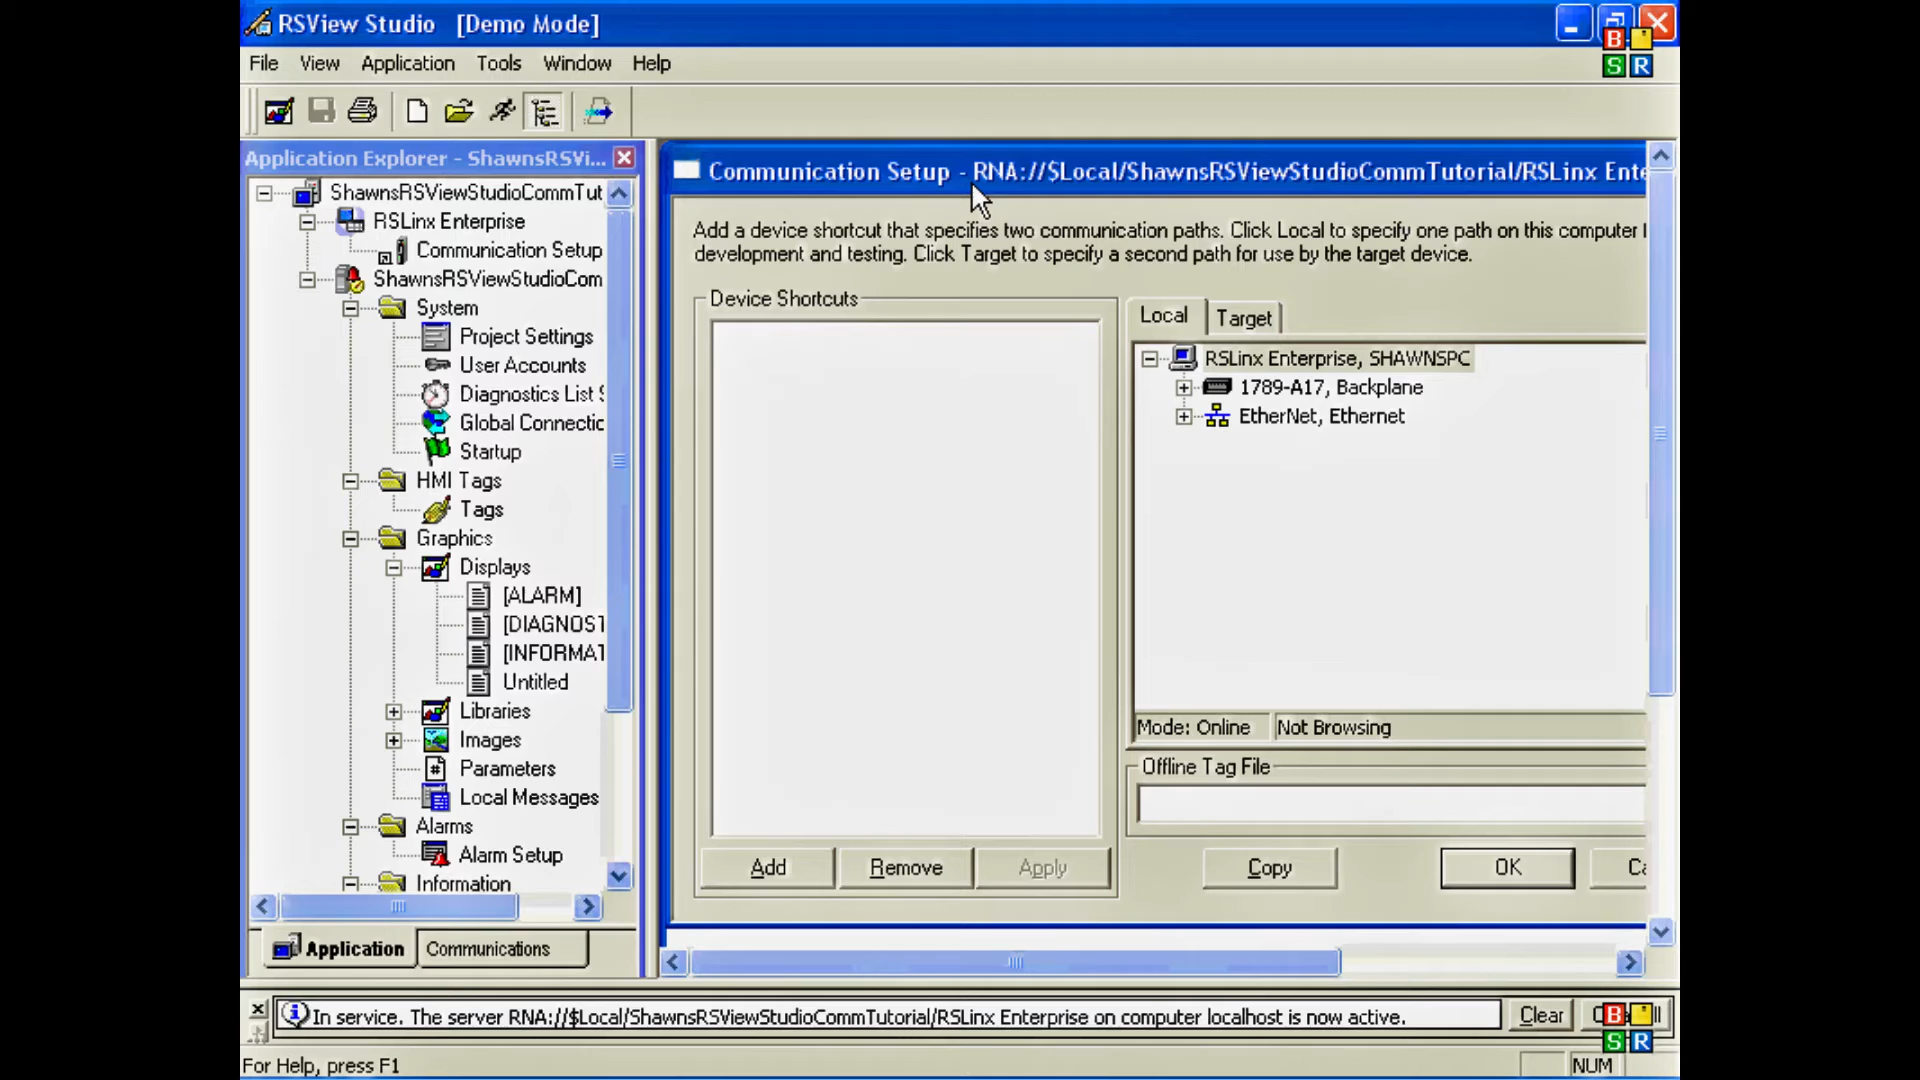 RSView Studio [Demo Mode]
File View Application Tools Window Help
Application Explorer - ShawnsRSVi...
ShawnsRSViewStudioCommTut
RSLinx Enterprise
Communication Setup
ShawnsRSViewStudioCom
System
Project Settings
User Accounts
Diagnostics List S
Global Connectic
Startup
HMI Tags
Tags
Graphics
Displays
[ALARM]
[DIAGNOST
[INFORMAT
Untitled
Libraries
Images
Parameters
Local Messages
Alarms
Alarm Setup
Information
Application Communications
Communication Setup - RNA://$Local/ShawnsRSViewStudioCommTutorial/RSLinx Ente
Add a device shortcut that specifies two communication paths. Click Local to specify one path on this computer
development and testing. Click Target to specify a second path for use by the target device.
Device Shortcuts
Local Target
RSLinx Enterprise, SHAWNSPC
1789-A17, Backplane
EtherNet, Ethernet
Mode: Online Not Browsing
Offline Tag File
Add Remove Apply Copy OK Ca
In service. The server RNA://$Local/ShawnsRSViewStudioCommTutorial/RSLinx Enterprise on computer localhost is now active.
Clear
For Help, press F1
NUM
B
S R
B
S R